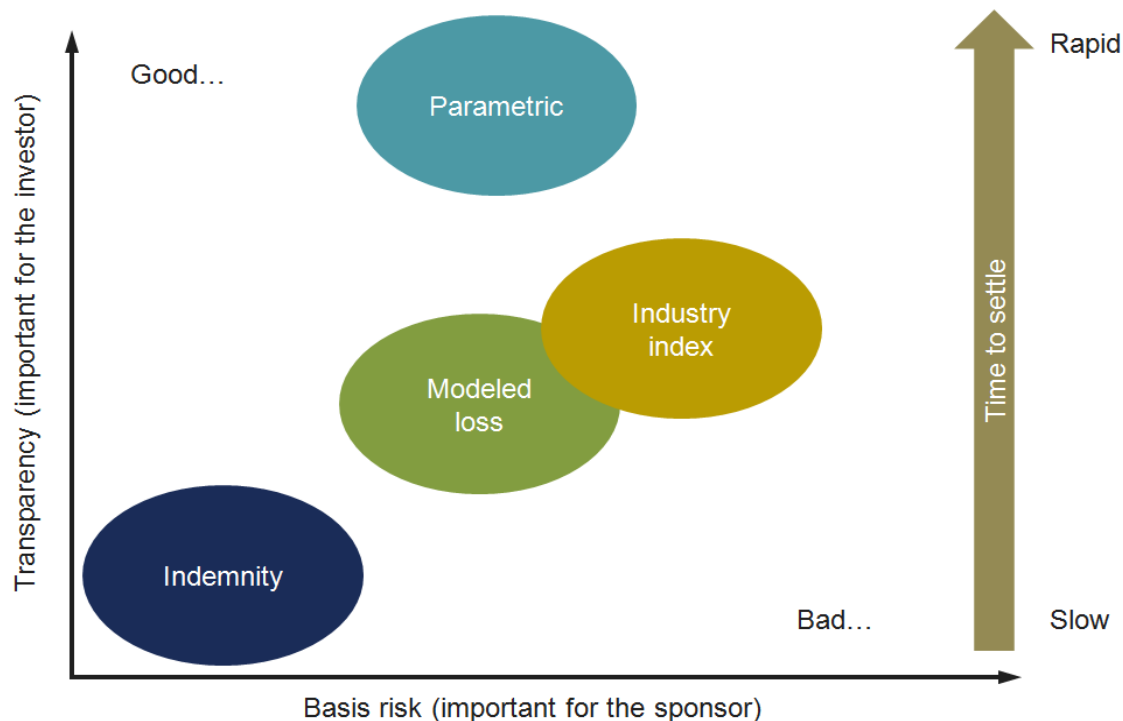 Good…
Rapid
Parametric
Transparency (important for the investor)
Industry
index
Time to settle
Modeled
loss
Indemnity
Bad…
Slow
Basis risk (important for the sponsor)